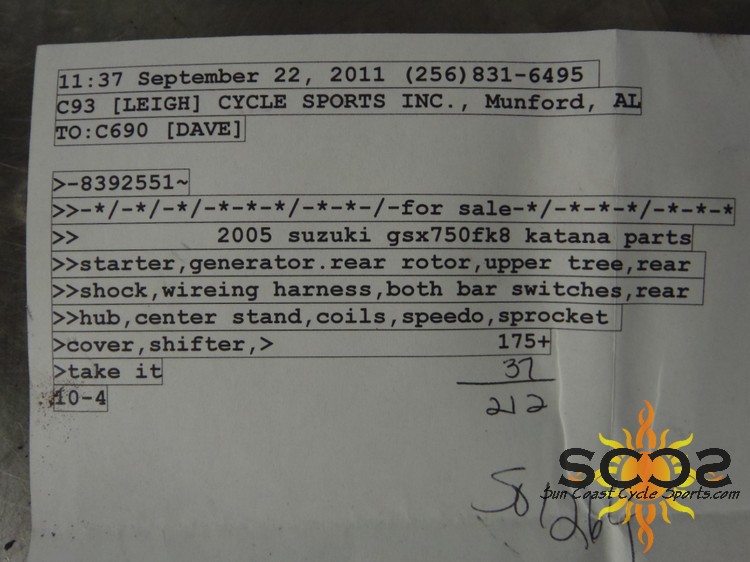 11:37 September 22, 2011 (256)831-6495
C93 [LEIGH] CYCLE SPORTS INC., Munford, AL
TO:C690 [DAVE]
>-8392551~
>>-*/-*/-*/-*-*-*/-*-*-/-for sale-*/-*-*-*/-*-*-*
>> 2005 suzuki gsx750fk8 katana parts
>>starter,generator.rear rotor,upper tree,rear
>>shock,wireing harness,both bar switches,rear
>>hub,center stand,coils,speedo,sprocket
>cover,shifter,> 175+
>take it 37
10-4 212
SCCS
Sun Coast Cycle Sports.com